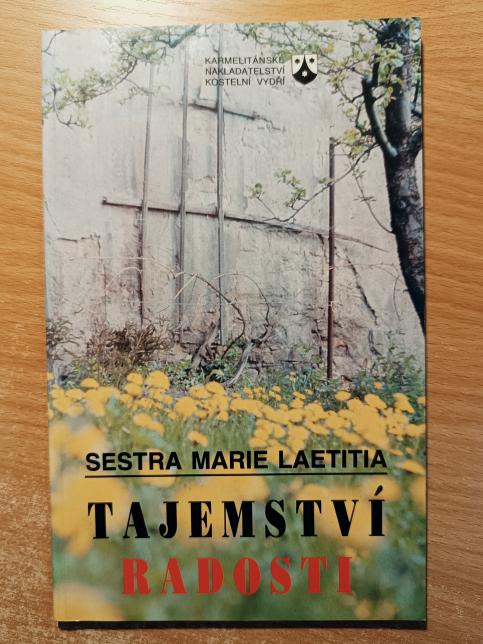 KARMELITÁNSKÉ
NAKLADATELSTVÍ
KOSTELNÍ VYDŘÍ
SESTRA MARIE LAETITIA
TAJEMSTVÍ
RADOSTI